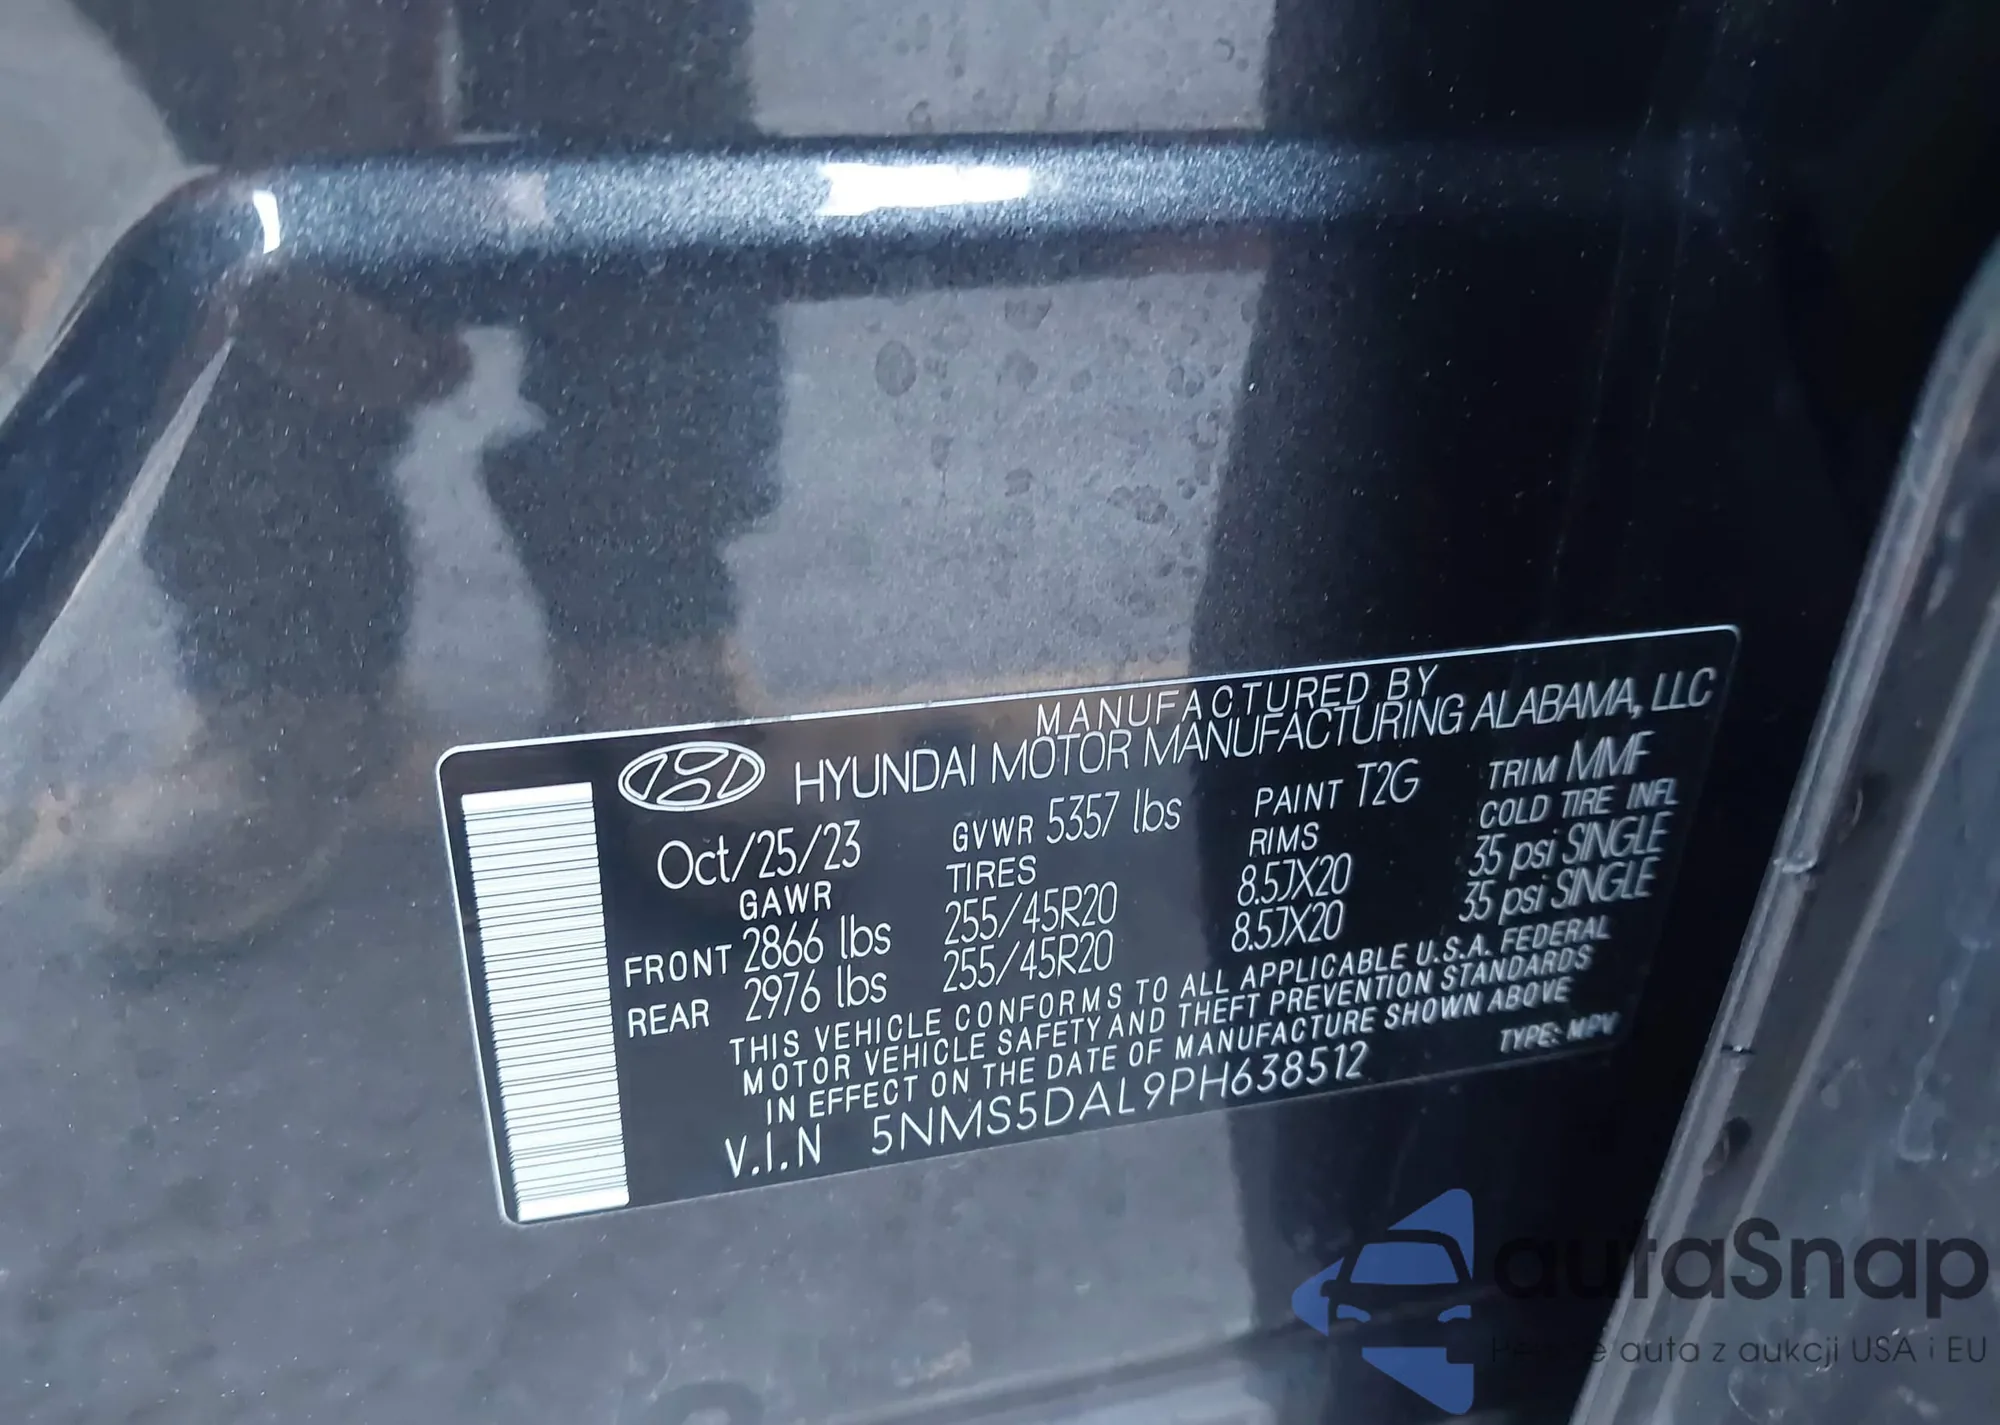 MANUFACTURED BY
HYUNDAI MOTOR MANUFACTURING ALABAMA, LLC
Oct/25/23 GVWR 5357 lbs PAINT T2G TRIM MMF
GAWR TIRES RIMS COLD TIRE INFL
FRONT 2866 lbs 255/45R20 8.5JX20 35 psi SINGLE
REAR 2976 lbs 255/45R20 8.5JX20 35 psi SINGLE
THIS VEHICLE CONFORMS TO ALL APPLICABLE U.S.A. FEDERAL
MOTOR VEHICLE SAFETY AND THEFT PREVENTION STANDARDS
IN EFFECT ON THE DATE OF MANUFACTURE SHOWN ABOVE
V.I.N 5NMS5DAL9PH638512 TYPE: MPV
autaSnap
auta z aukcji USA i EU